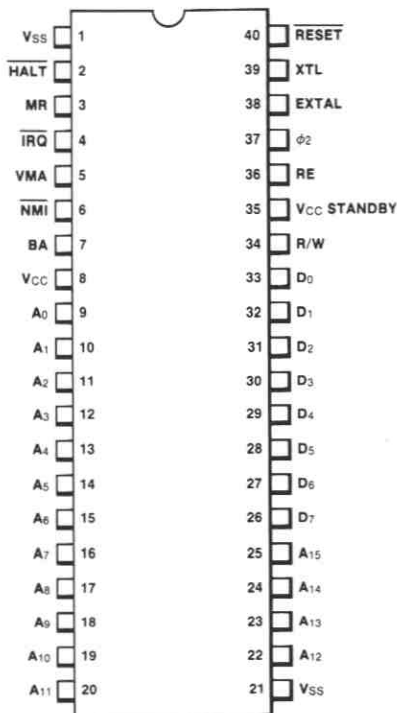 VSS 1 40 RESET
HALT 2 39 XTL
MR 3 38 EXTAL
IRQ 4 37 ϕ2
VMA 5 36 RE
NMI 6 35 VCC STANDBY
BA 7 34 R/W
VCC 8 33 D0
A0 9 32 D1
A1 10 31 D2
A2 11 30 D3
A3 12 29 D4
A4 13 28 D5
A5 14 27 D6
A6 15 26 D7
A7 16 25 A15
A8 17 24 A14
A9 18 23 A13
A10 19 22 A12
A11 20 21 VSS